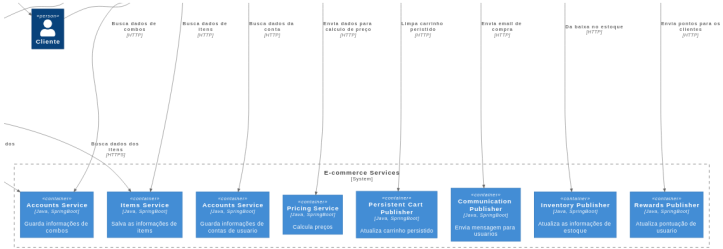 «person»
Cliente
Busca dados de
combos
[HTTP]
Busca dados de
itens
[HTTP]
Busca dados da
conta
[HTTP]
Envia dados para
calculo de preço
[HTTP]
Limpa carrinho
persistido
[HTTP]
Envia email de
compra
[HTTP]
Da baixa no estoque
[HTTP]
Envia pontos para os
clientes
[HTTP]
dos
Busca dados dos
itens
[HTTPS]
E-commerce Services
[System]
«container»
Accounts Service
[Java, SpringBoot]
Guarda informações de
combos
«container»
Items Service
[Java, SpringBoot]
Salva as informações de
itens
«container»
Accounts Service
[Java, SpringBoot]
Guarda informações de
contas de usuario
«container»
Pricing Service
[Java, SpringBoot]
Calcula preços
«container»
Persistent Cart
Publisher
[Java, SpringBoot]
Atualiza carrinho persistido
«container»
Communication
Publisher
[Java, SpringBoot]
Envia mensagem para
usuarios
«container»
Inventory Publisher
[Java, SpringBoot]
Atualiza as informações de
estoque
«container»
Rewards Publisher
[Java, SpringBoot]
Atualiza pontuação de
usuario